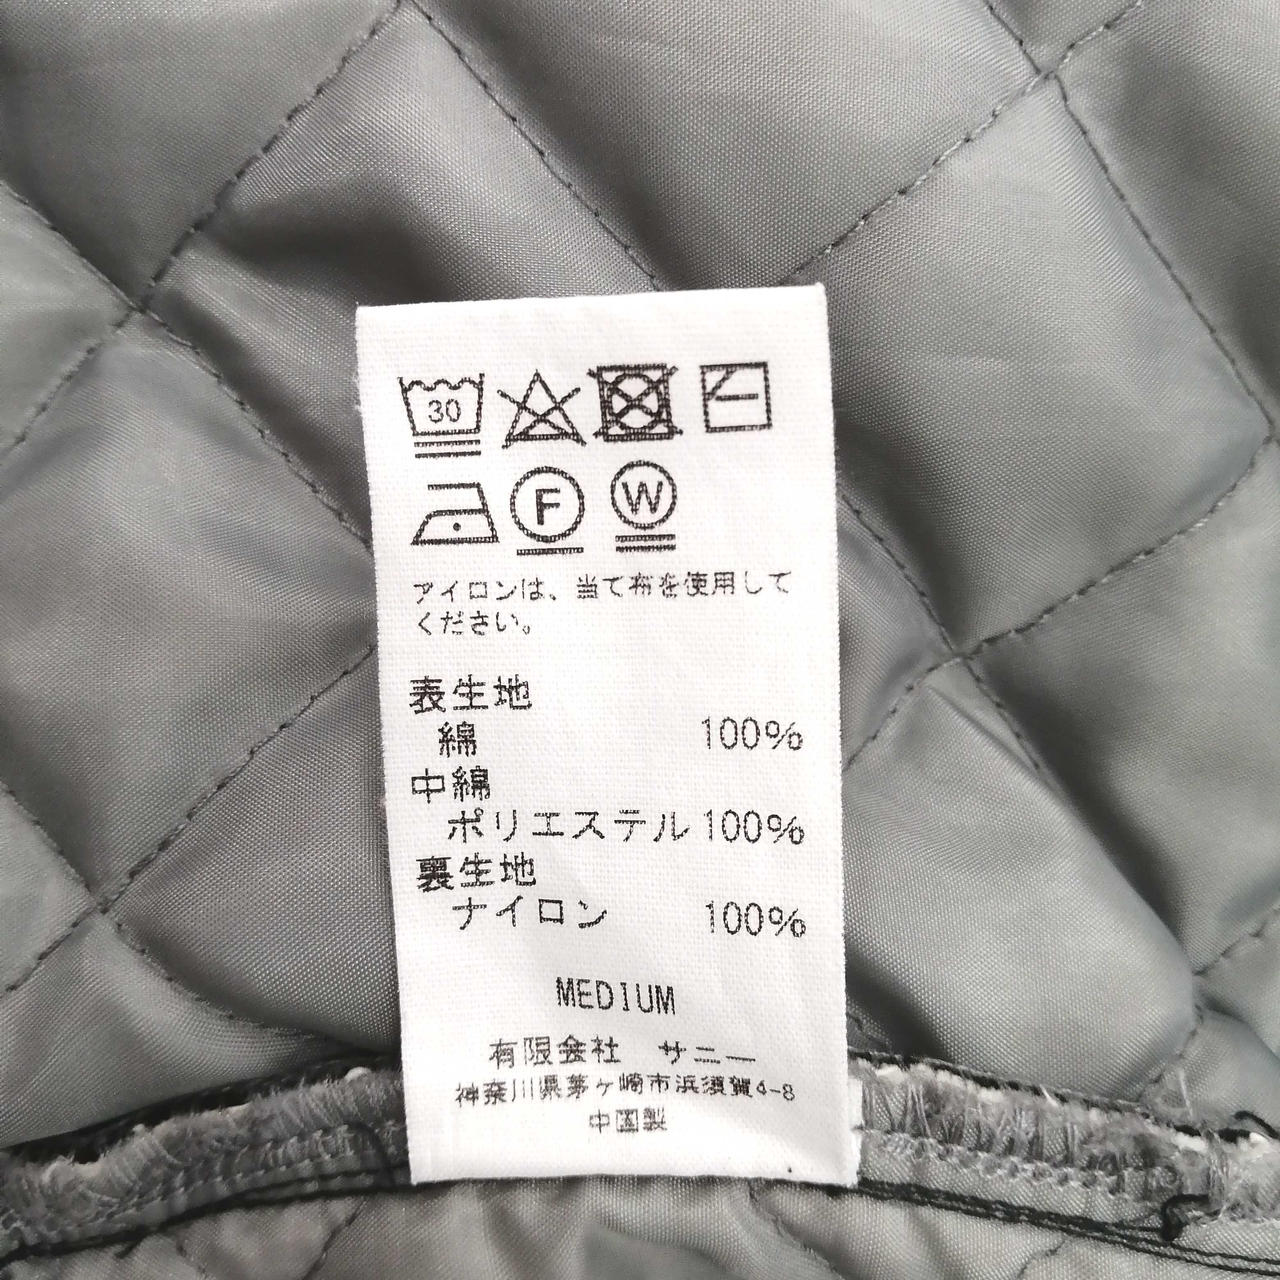 30
F W
アイロンは、当て布を使用して
ください。
表生地
綿 100%
中綿
ポリエステル 100%
裏生地
ナイロン 100%
MEDIUM
有限会社 サニー
神奈川県茅ヶ崎市浜須賀4-8
中国製